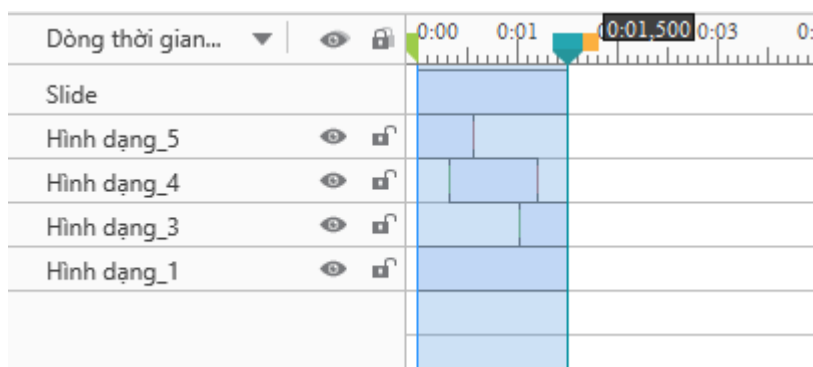 Dòng thời gian... 0:00 0:01 0:01,500 0:03 0:
Slide
Hình dạng_5
Hình dạng_4
Hình dạng_3
Hình dạng_1